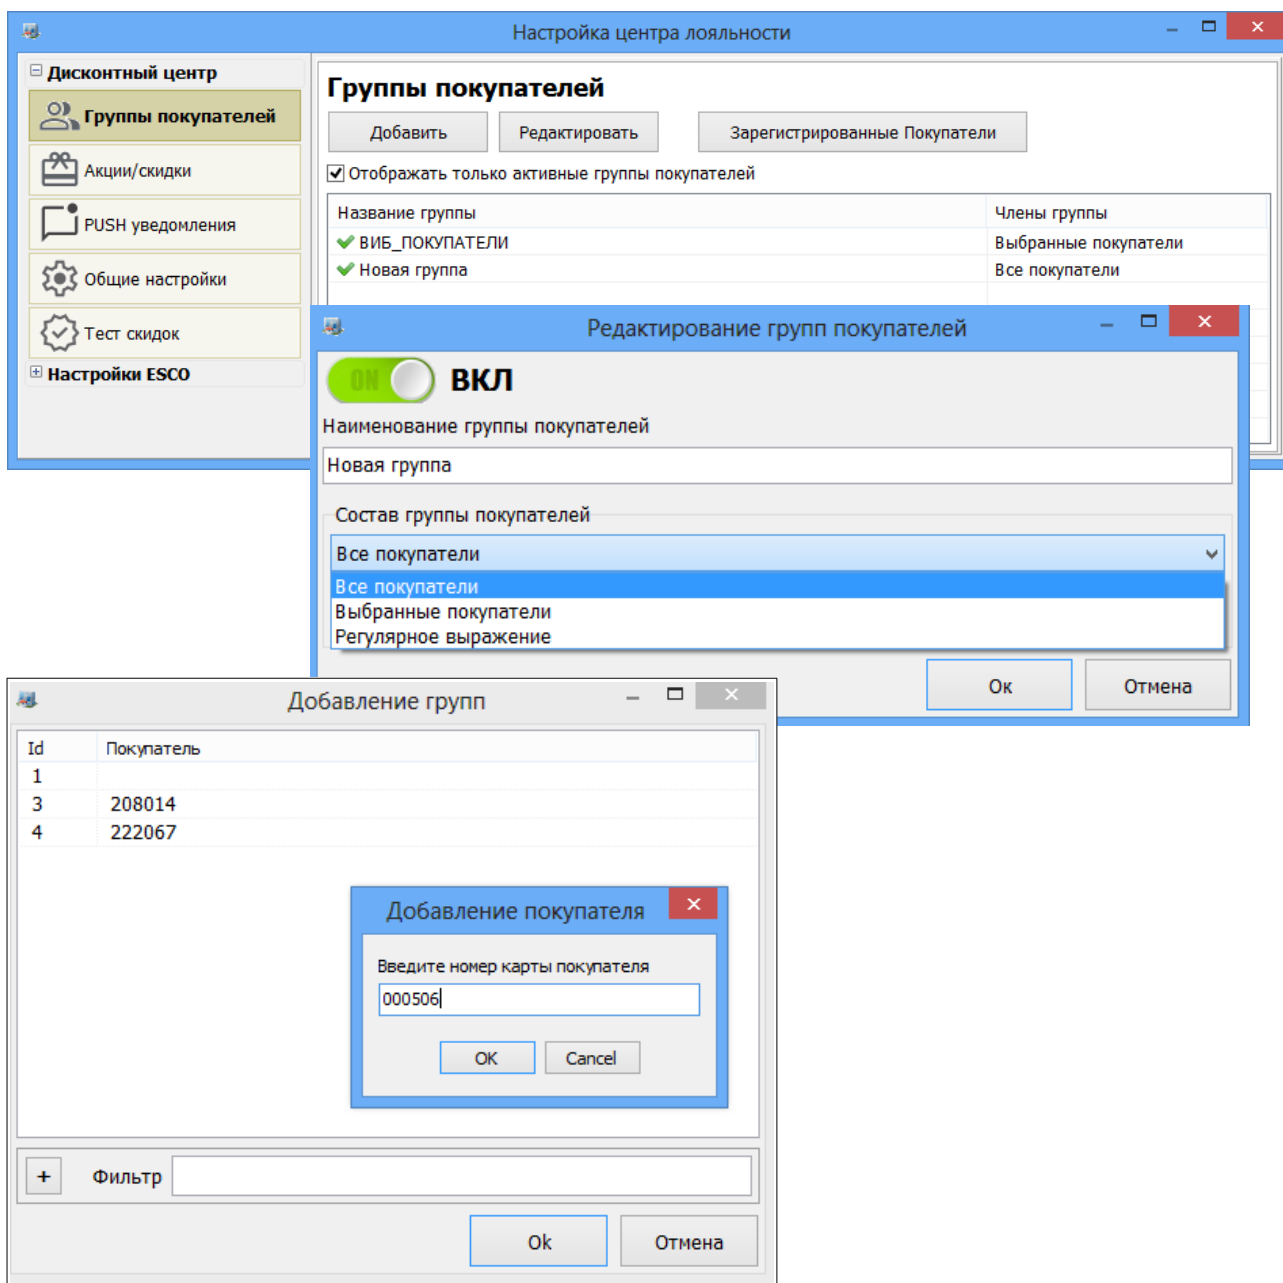 Настройка центра лояльности
Дисконтный центр
Группы покупателей
Акции/скидки
PUSH уведомления
Общие настройки
Тест скидок
Настройки ESCO
Группы покупателей
Добавить
Редактировать
Зарегистрированные Покупатели
Отображать только активные группы покупателей
Название группы
Члены группы
ВИБ_ПОКУПАТЕЛИ
Выбранные покупатели
Новая группа
Все покупатели
Редактирование групп покупателей
ON
ВКЛ
Наименование группы покупателей
Новая группа
Состав группы покупателей
Все покупатели
Все покупатели
Выбранные покупатели
Регулярное выражение
Ок
Отмена
Добавление групп
Id
Покупатель
1
3 208014
4 222067
Добавление покупателя
Введите номер карты покупателя
000506
OK
Cancel
+ Фильтр
Ok
Отмена